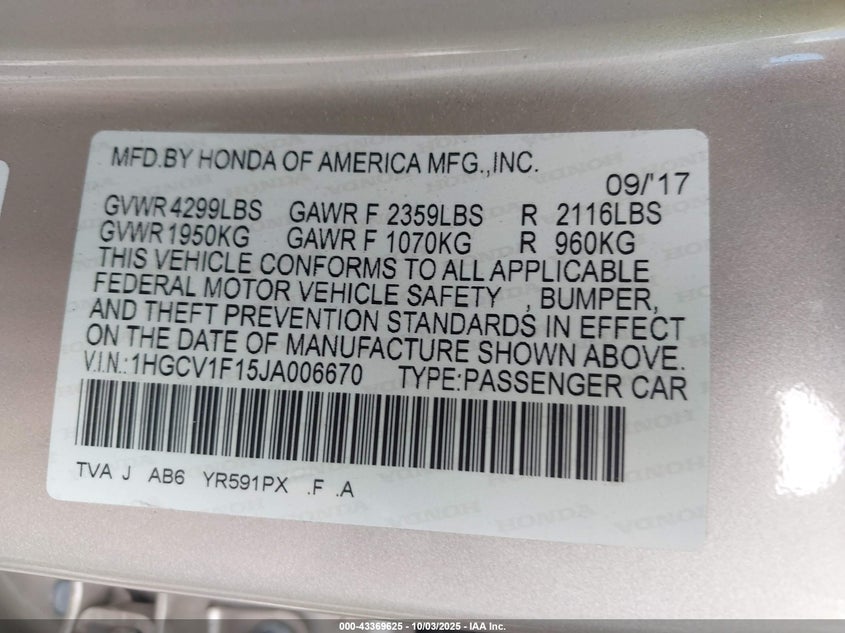 MFD.BY HONDA OF AMERICA MFG.,INC.
09/'17
GVWR 4299LBS GAWR F 2359LBS R 2116LBS
GVWR 1950KG GAWR F 1070KG R 960KG
THIS VEHICLE CONFORMS TO ALL APPLICABLE
FEDERAL MOTOR VEHICLE SAFETY , BUMPER,
AND THEFT PREVENTION STANDARDS IN EFFECT
ON THE DATE OF MANUFACTURE SHOWN ABOVE.
V.I.N.:1HGCV1F15JA006670 TYPE:PASSENGER CAR
TVA J AB6 YR591PX .F .A
HONDA HONDA
000-43369625 - 10/03/2025 - IAA Inc.